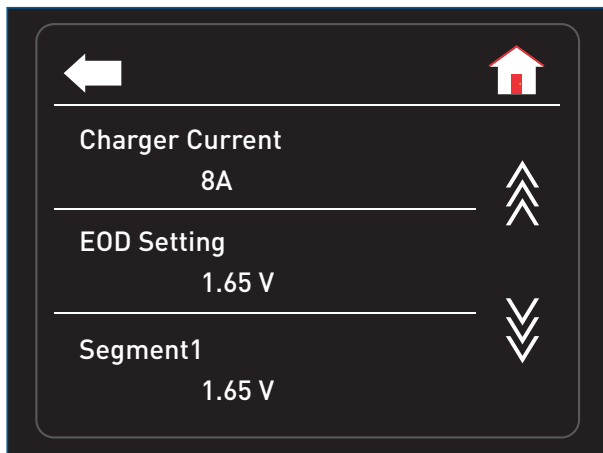 Charger Current
8A
EOD Setting
1.65 V
Segment1
1.65 V